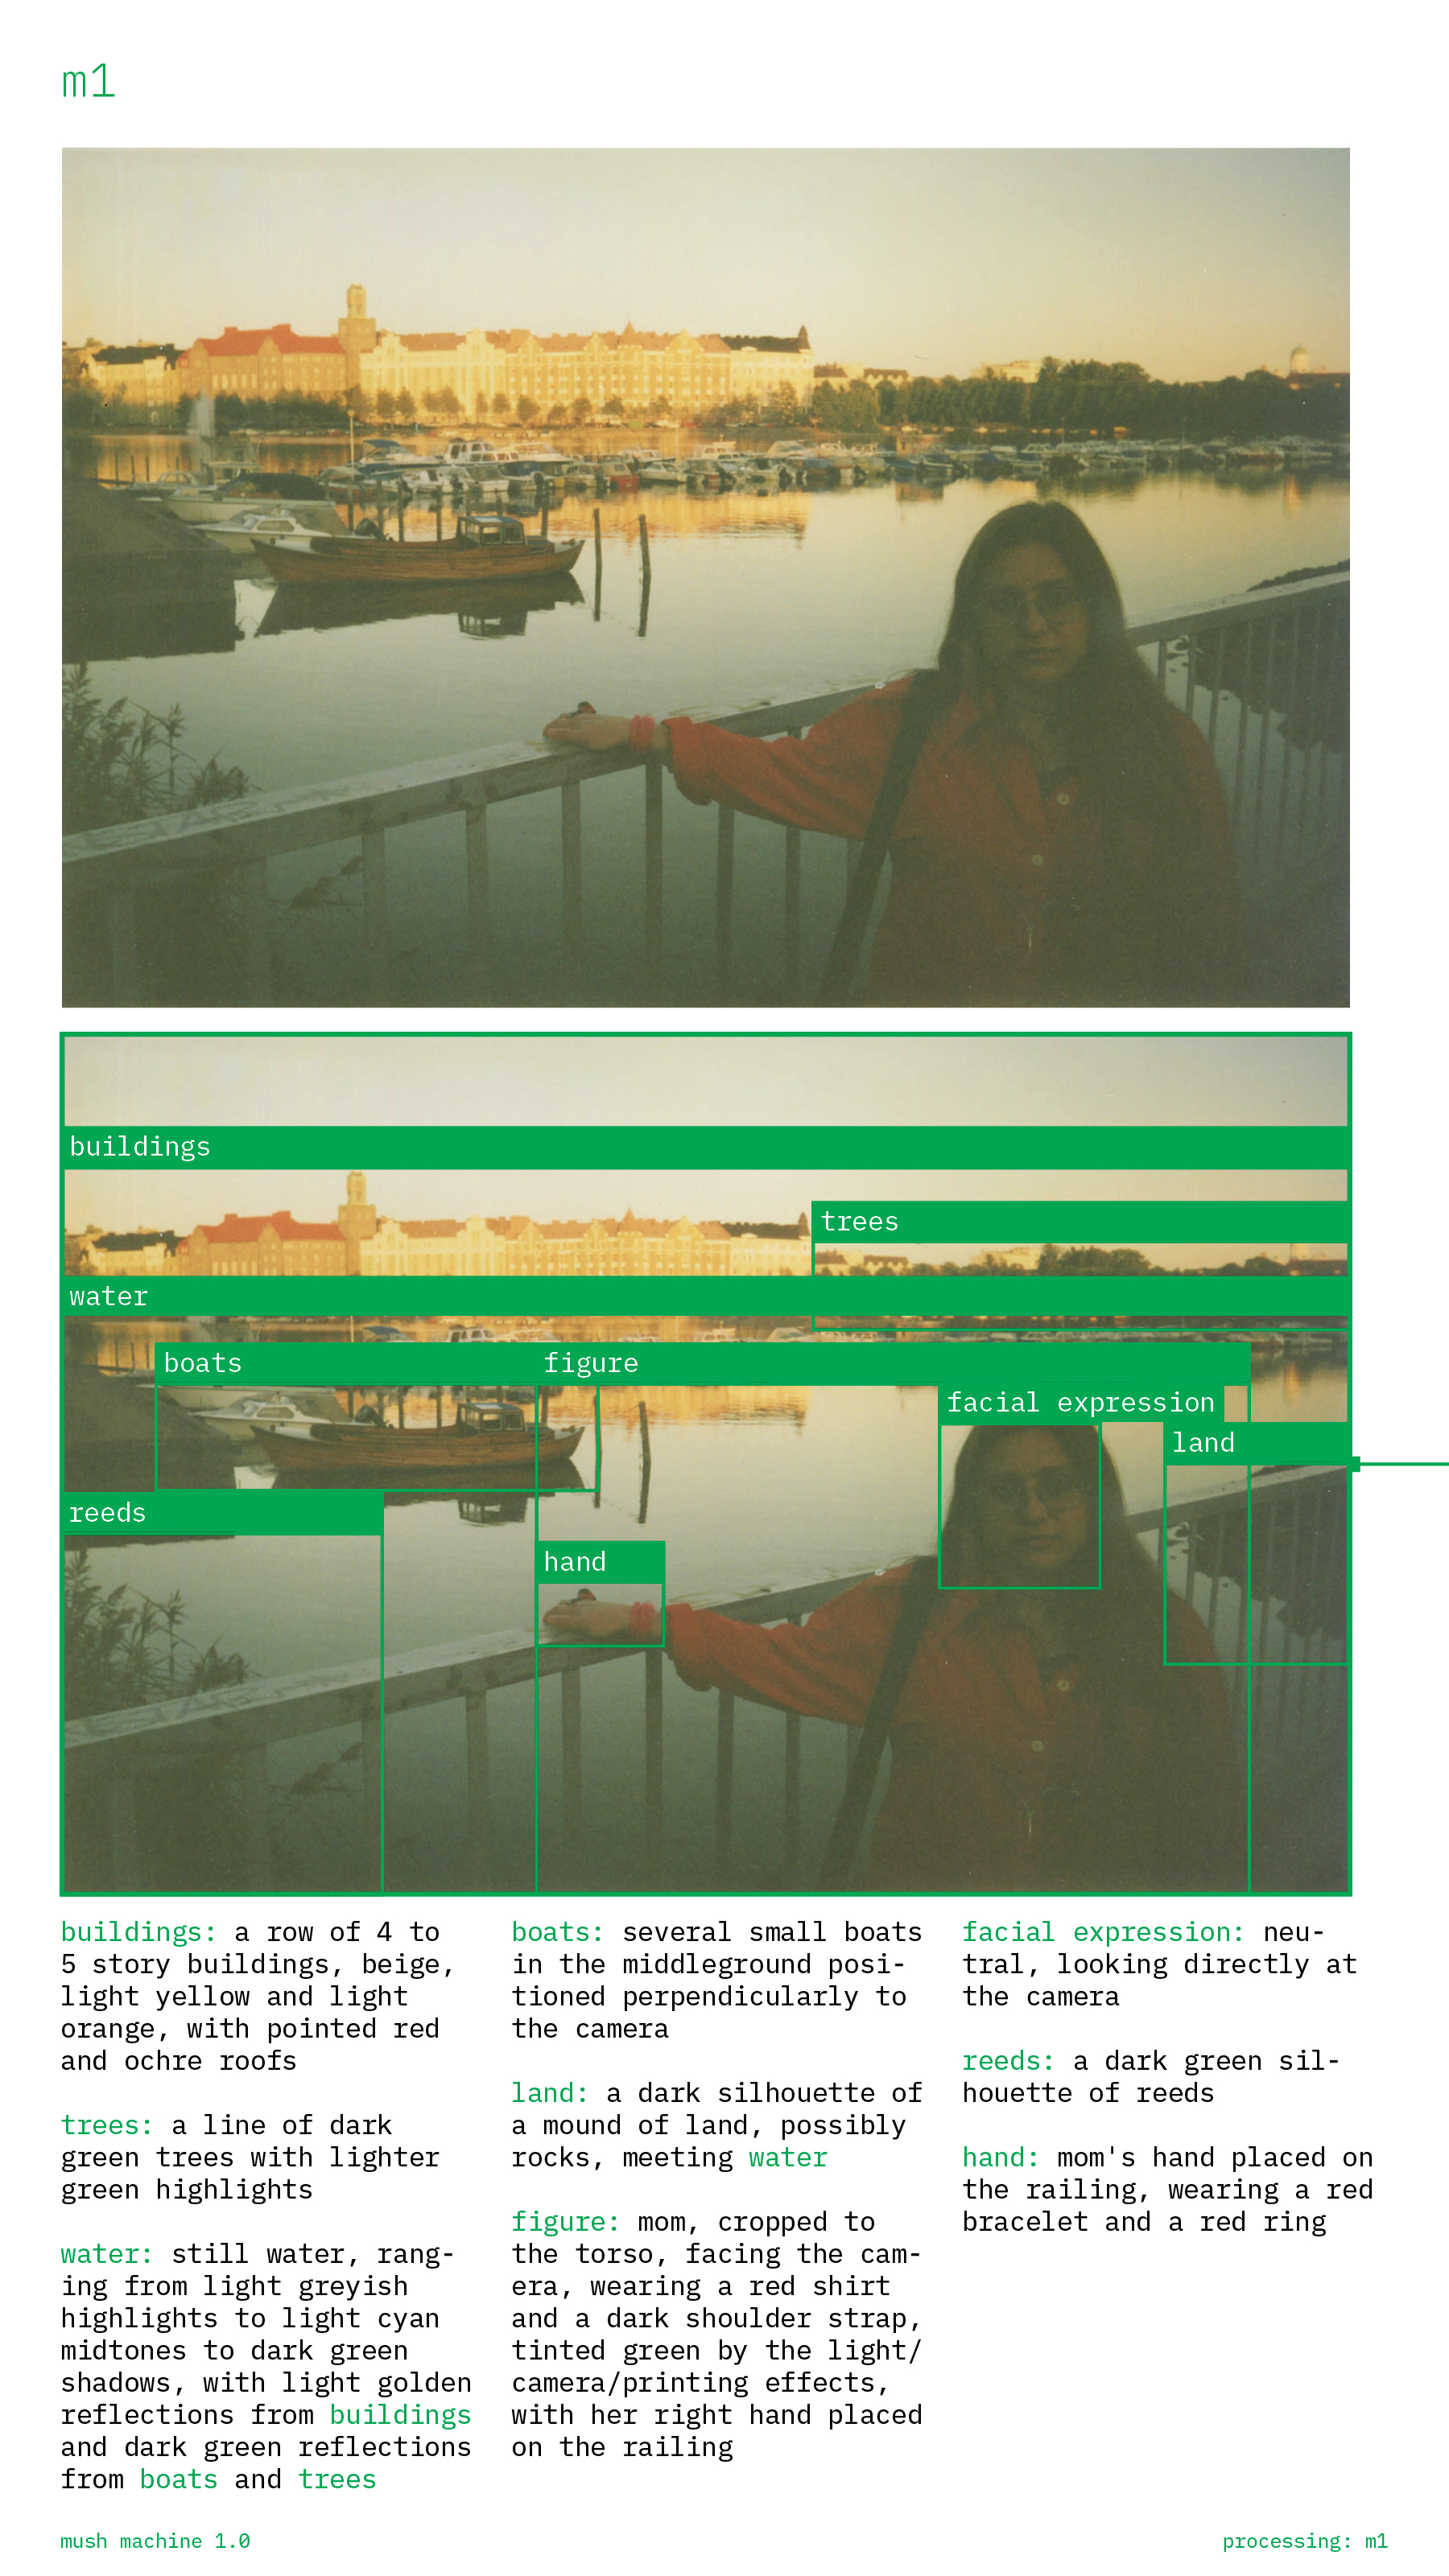 m1
buildings
trees
water
boats
figure
facial expression
land
reeds
hand
buildings: a row of 4 to
5 story buildings, beige,
light yellow and light
orange, with pointed red
and ochre roofs
trees: a line of dark
green trees with lighter
green highlights
water: still water, rang-
ing from light greyish
highlights to light cyan
midtones to dark green
shadows, with light golden
reflections from buildings
and dark green reflections
from boats and trees
boats: several small boats
in the middleground posi-
tioned perpendicularly to
the camera
land: a dark silhouette of
a mound of land, possibly
rocks, meeting water
figure: mom, cropped to
the torso, facing the cam-
era, wearing a red shirt
and a dark shoulder strap,
tinted green by the light/
camera/printing effects,
with her right hand placed
on the railing
facial expression: neu-
tral, looking directly at
the camera
reeds: a dark green sil-
houette of reeds
hand: mom's hand placed on
the railing, wearing a red
bracelet and a red ring
mush machine 1.0
processing: m1